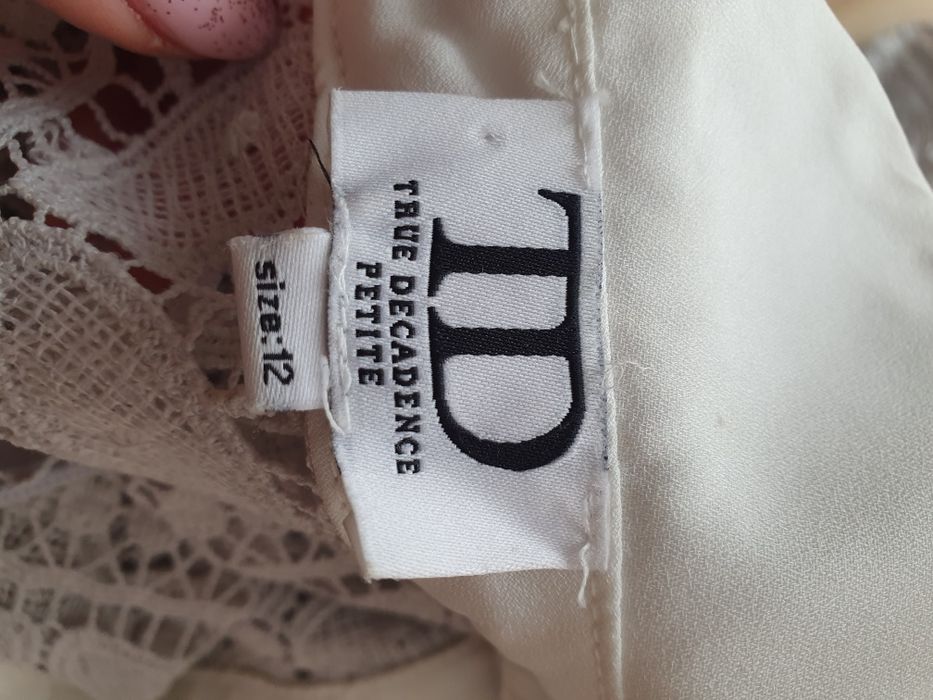 TD
TRUE DECADENCE
PETITE
size:12